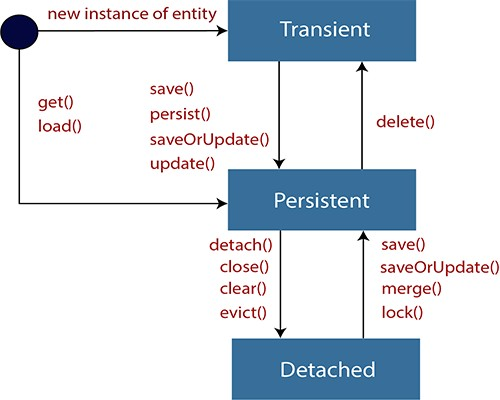 new instance of entity
Transient
get()
load()
save()
persist()
saveOrUpdate()
update()
delete()
Persistent
detach()
close()
clear()
evict()
save()
saveOrUpdate()
merge()
lock()
Detached